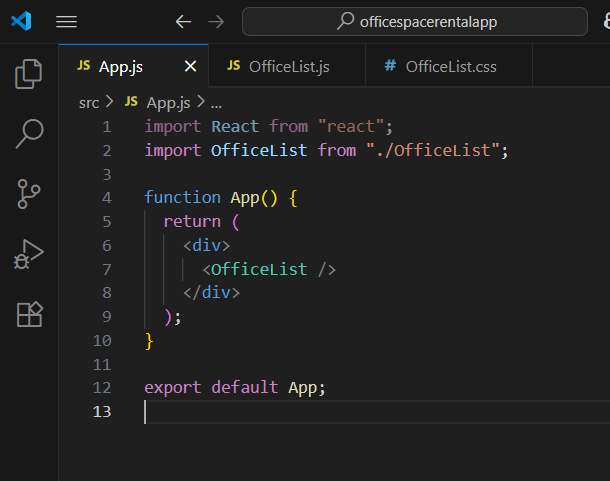 officespacerentalapp
JS App.js
JS OfficeList.js
# OfficeList.css
src > JS App.js > ...
1 import React from "react";
2 import OfficeList from "./OfficeList";
3
4 function App() {
5 return (
6 <div>
7 <OfficeList />
8 </div>
9 );
10 }
11
12 export default App;
13